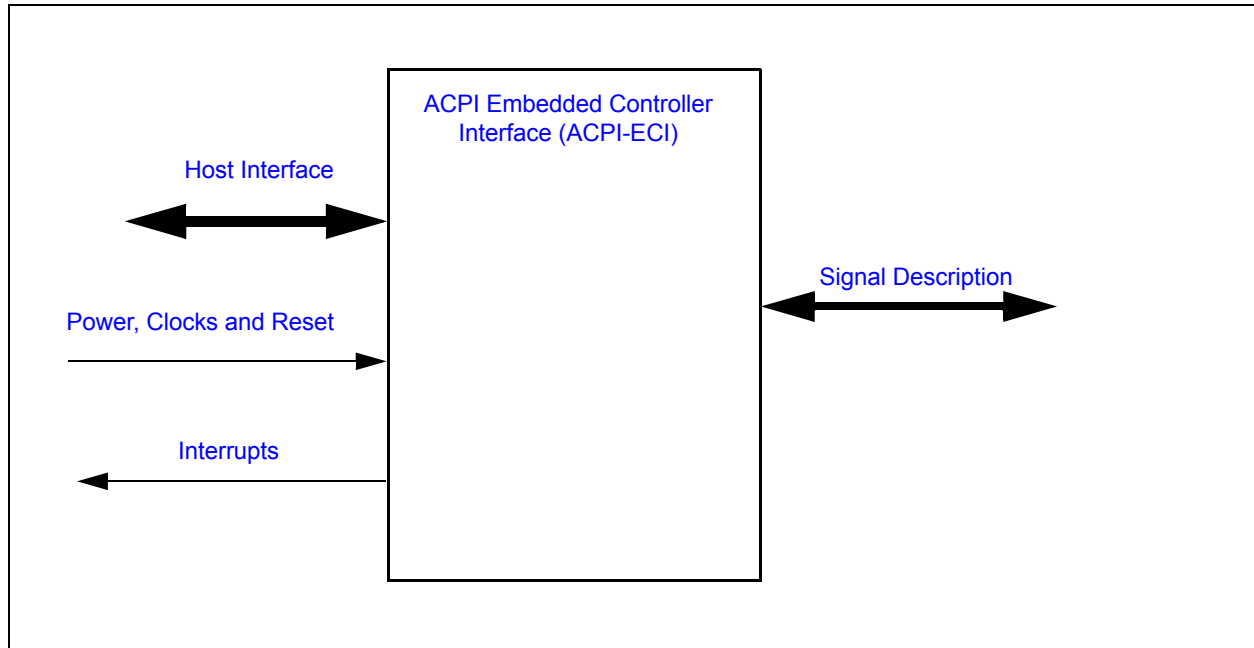 ACPI Embedded Controller
Interface (ACPI-ECI)
Host Interface
Signal Description
Power, Clocks and Reset
Interrupts